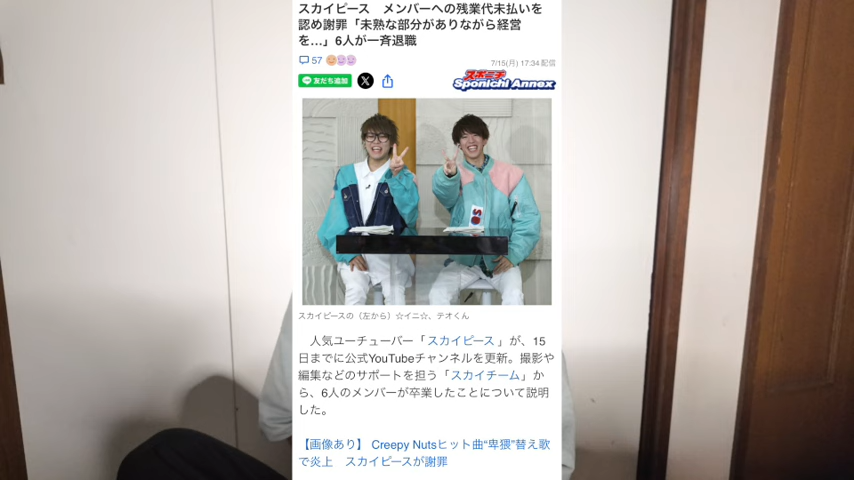 スカイピース　メンバーへの残業代未払いを
認め謝罪「未熟な部分がありながら経営
を…」6人が一斉退職
57
7/15(月) 17:34配信
友だち追加
X
スポニチ
Sponichi Annex
スカイピースの（左から）☆イニ☆、テオくん
人気ユーチューバー「スカイピース」が、15
日までに公式YouTubeチャンネルを更新。撮影や
編集などのサポートを担う「スカイチーム」か
ら、6人のメンバーが卒業したことについて説明
した。
【画像あり】 Creepy Nutsヒット曲“卑猥”替え歌
で炎上　スカイピースが謝罪